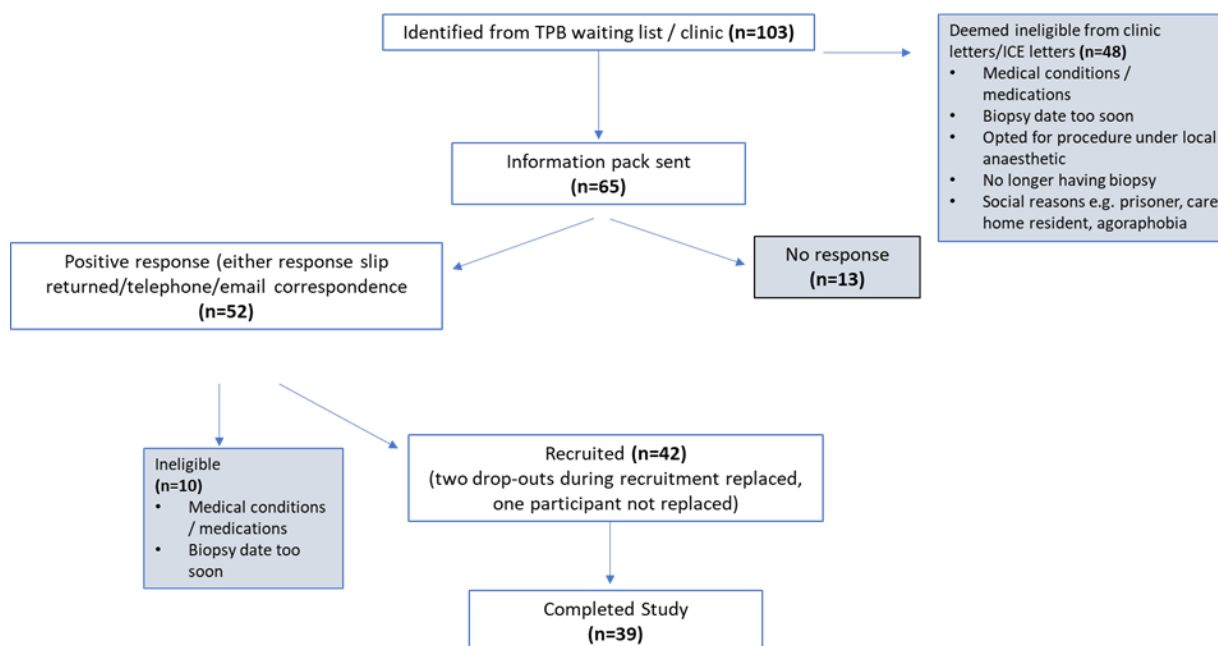 Identified from TPB waiting list / clinic (n=103)
Deemed ineligible from clinic
letters/ICE letters (n=48)
• Medical conditions /
medications
• Biopsy date too soon
• Opted for procedure under local
anaesthetic
• No longer having biopsy
• Social reasons e.g. prisoner, care
home resident, agoraphobia
Information pack sent
(n=65)
Positive response (either response slip
returned/telephone/email correspondence
(n=52)
No response
(n=13)
Ineligible
(n=10)
• Medical conditions
/ medications
• Biopsy date too
soon
Recruited (n=42)
(two drop-outs during recruitment replaced,
one participant not replaced)
Completed Study
(n=39)